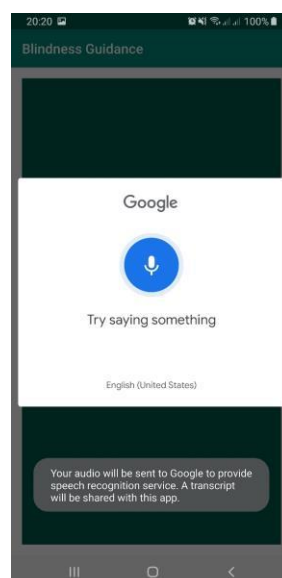 20:20 100%
Blindness Guidance
Google
Try saying something
English (United States)
Your audio will be sent to Google to provide
speech recognition service. A transcript
will be shared with this app.